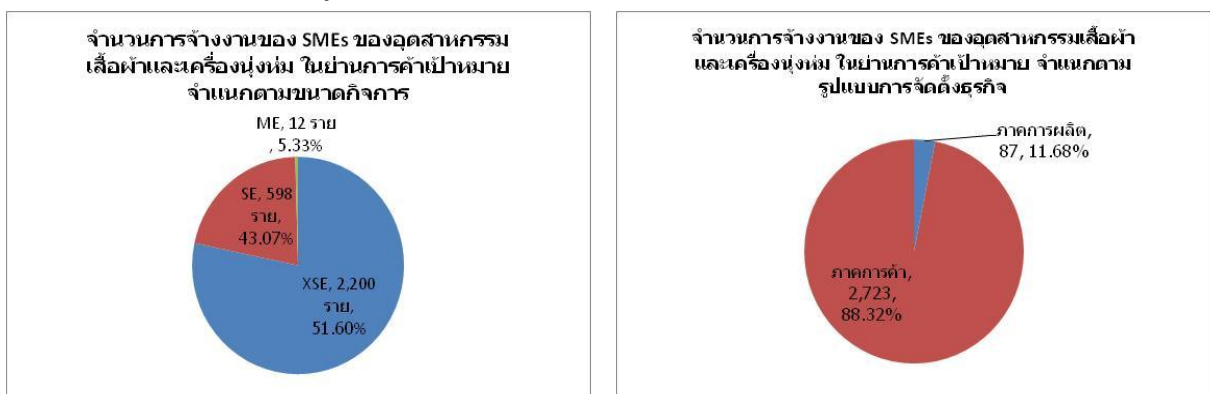 จำนวนการจ้างงานของ SMEs ของอุตสาหกรรม
เสื้อผ้าและเครื่องนุ่งห่ม ในย่านการค้าเป้าหมาย
จำแนกตามขนาดกิจการ
ME, 12 ราย
, 5.33%
SE, 598
ราย,
43.07%
XSE, 2,200
ราย,
51.60%
จำนวนการจ้างงานของ SMEs ของอุตสาหกรรมเสื้อผ้า
และเครื่องนุ่งห่ม ในย่านการค้าเป้าหมาย จำแนกตาม
รูปแบบการจัดตั้งธุรกิจ
ภาคการผลิต,
87, 11.68%
ภาคการค้า,
2,723,
88.32%